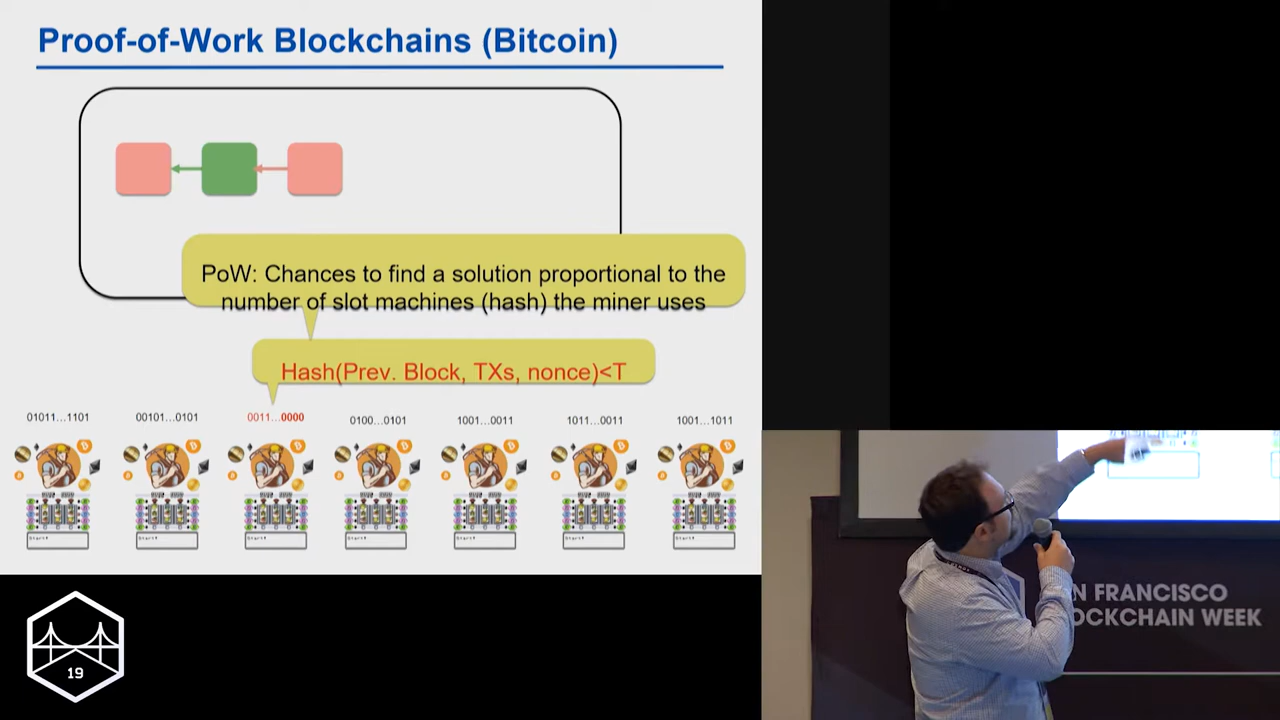 Proof-of-Work Blockchains (Bitcoin)
PoW: Chances to find a solution proportional to the
number of slot machines (hash) the miner uses
Hash(Prev. Block, TXs, nonce)<T
01011...1101
00101...0101
0011...0000
0100...0101
1001...0011
1011...0011
1001...1011
19
N FRANCISCO
OCKCHAIN WEEK